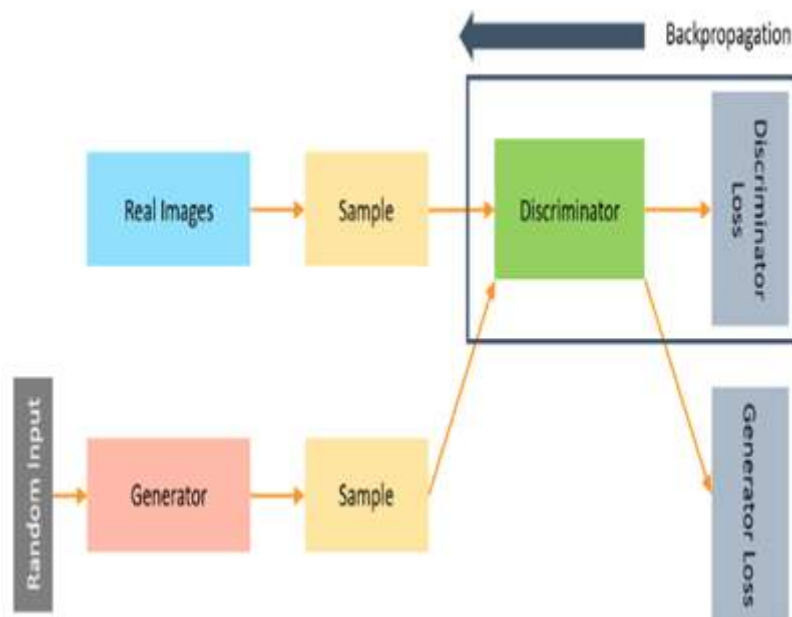 Backpropagation
Real Images
Sample
Discriminator
Discriminator
Loss
Random Input
Generator
Sample
Generator Loss